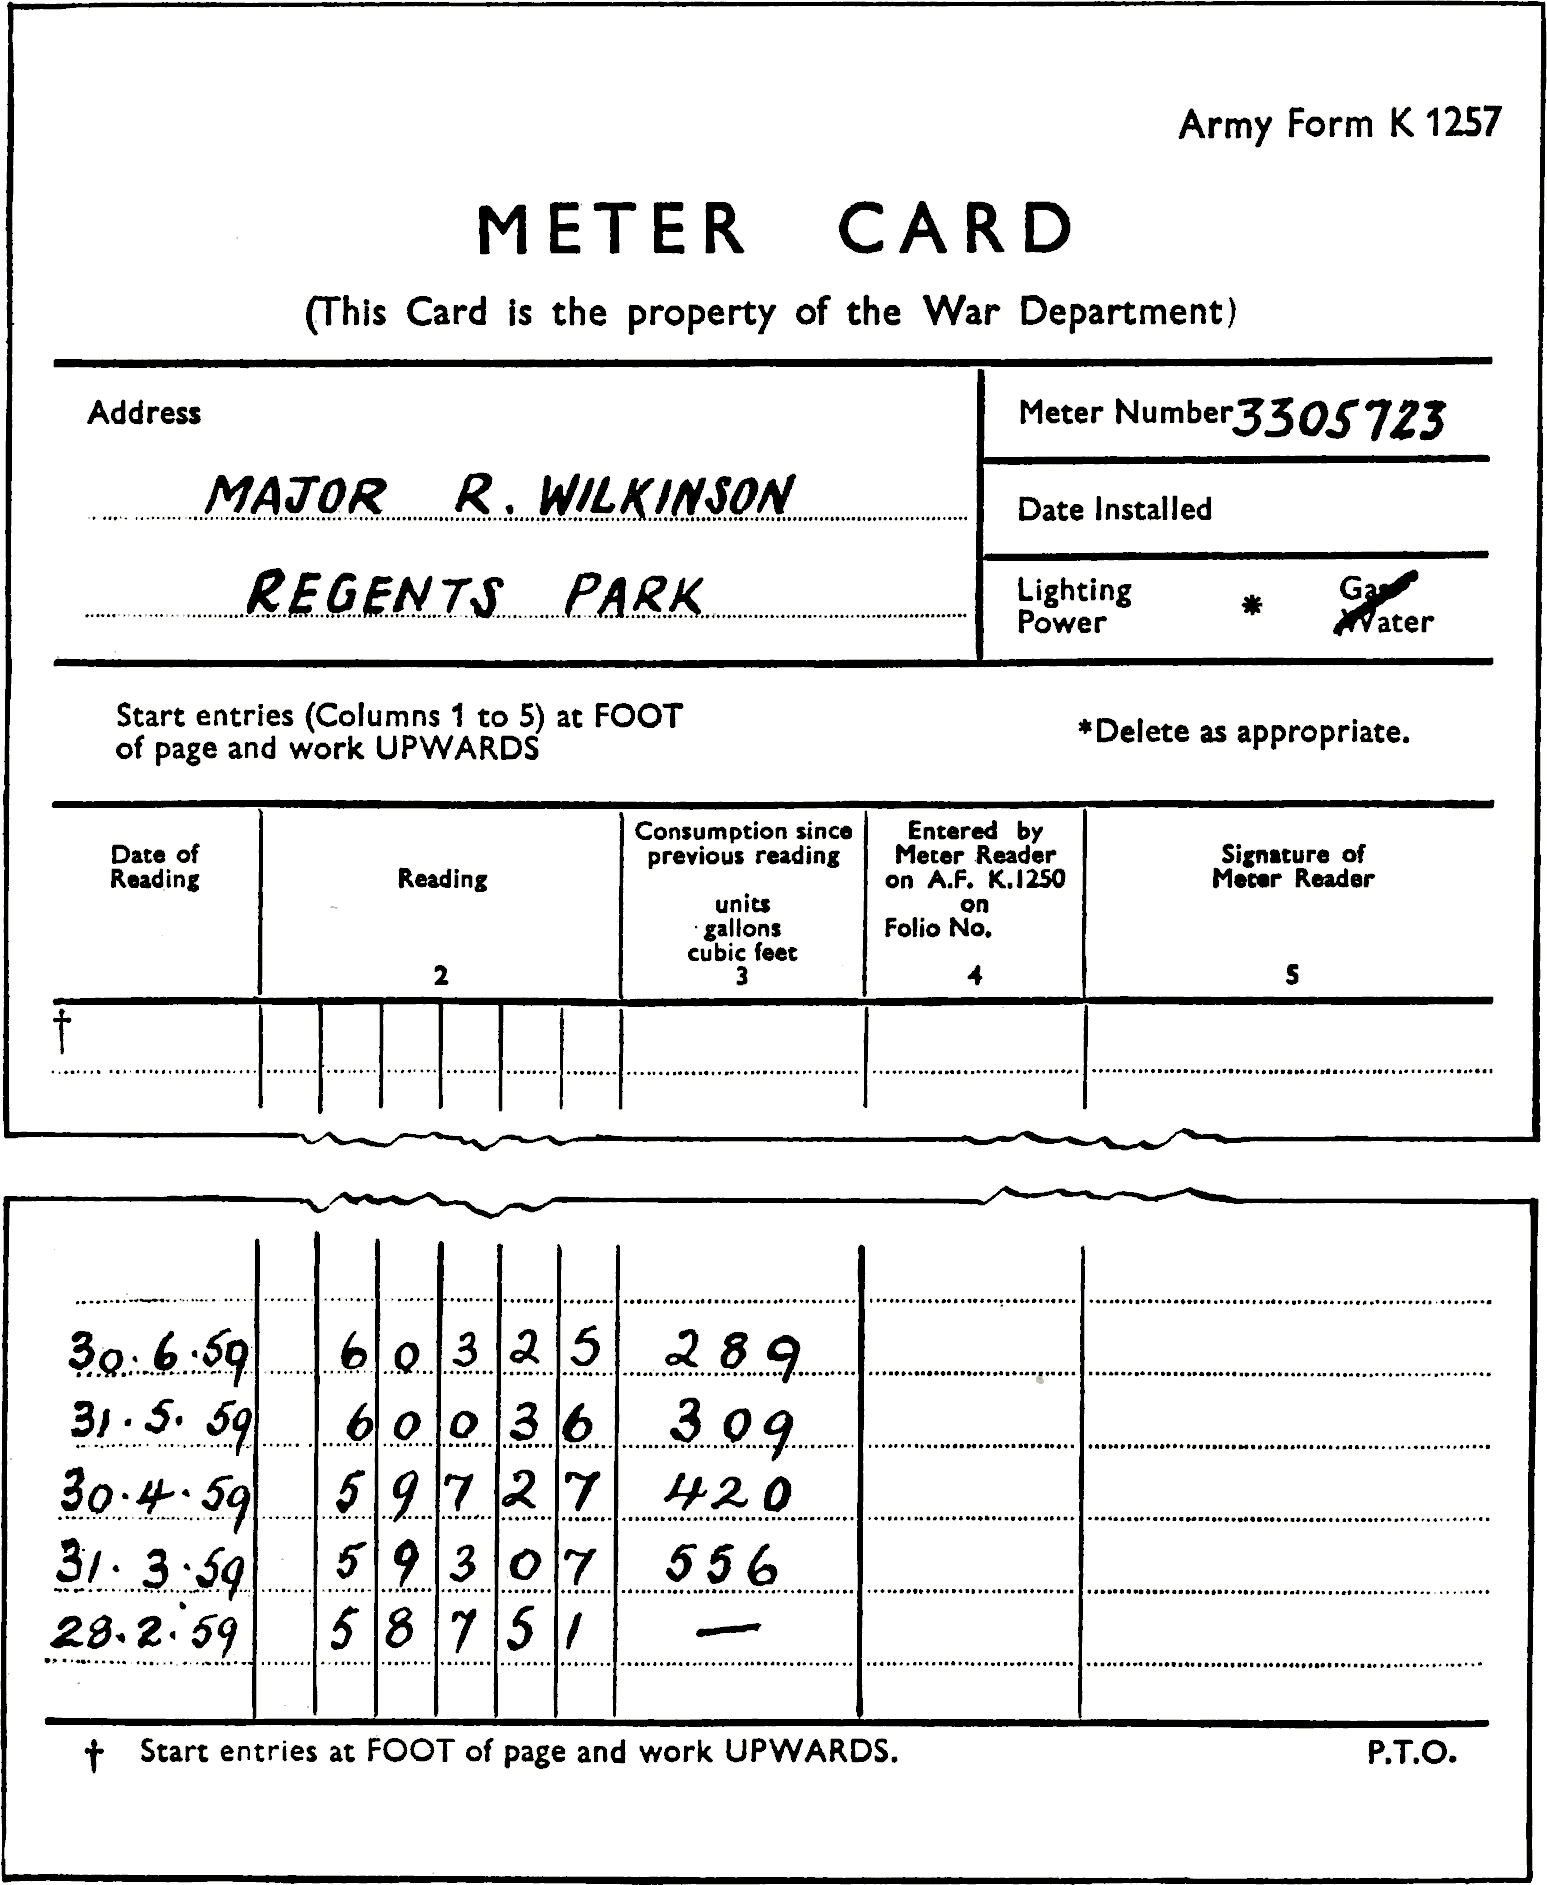 Army Form K 1257
METER CARD
(This Card is the property of the War Department)
Address
MAJOR R. WILKINSON
REGENTS PARK
Meter Number 3305723
Date Installed
Lighting * Gas
Power Water
Start entries (Columns 1 to 5) at FOOT
of page and work UPWARDS
*Delete as appropriate.
Date of
Reading
Reading
2
Consumption since
previous reading
units
gallons
cubic feet
3
Entered by
Meter Reader
on A.F. K.1250
on
Folio No.
4
Signature of
Meter Reader
5
†
30.6.59 6 0 3 2 5 289
31.5.59 6 0 0 3 6 309
30.4.59 5 9 7 2 7 420
31.3.59 5 9 3 0 7 556
28.2.59 5 8 7 5 1 —
† Start entries at FOOT of page and work UPWARDS.
P.T.O.